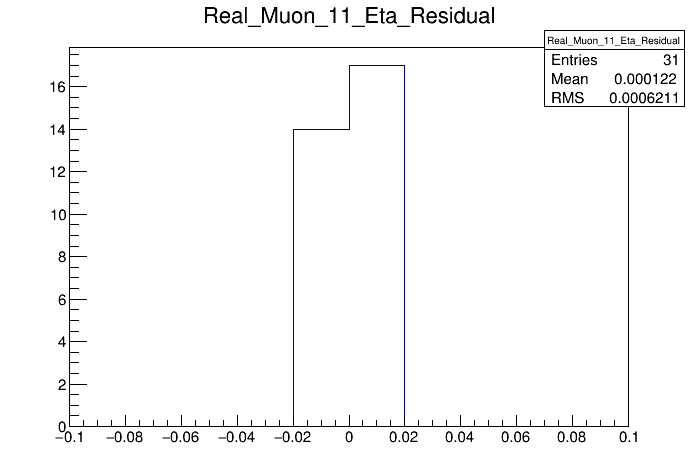 Real_Muon_11_Eta_Residual
Real_Muon_11_Eta_Residual
Entries 31
Mean 0.000122
RMS 0.0006211
16
14
12
10
8
6
4
2
0
−0.1 −0.08 −0.06 −0.04 −0.02 0 0.02 0.04 0.06 0.08 0.1